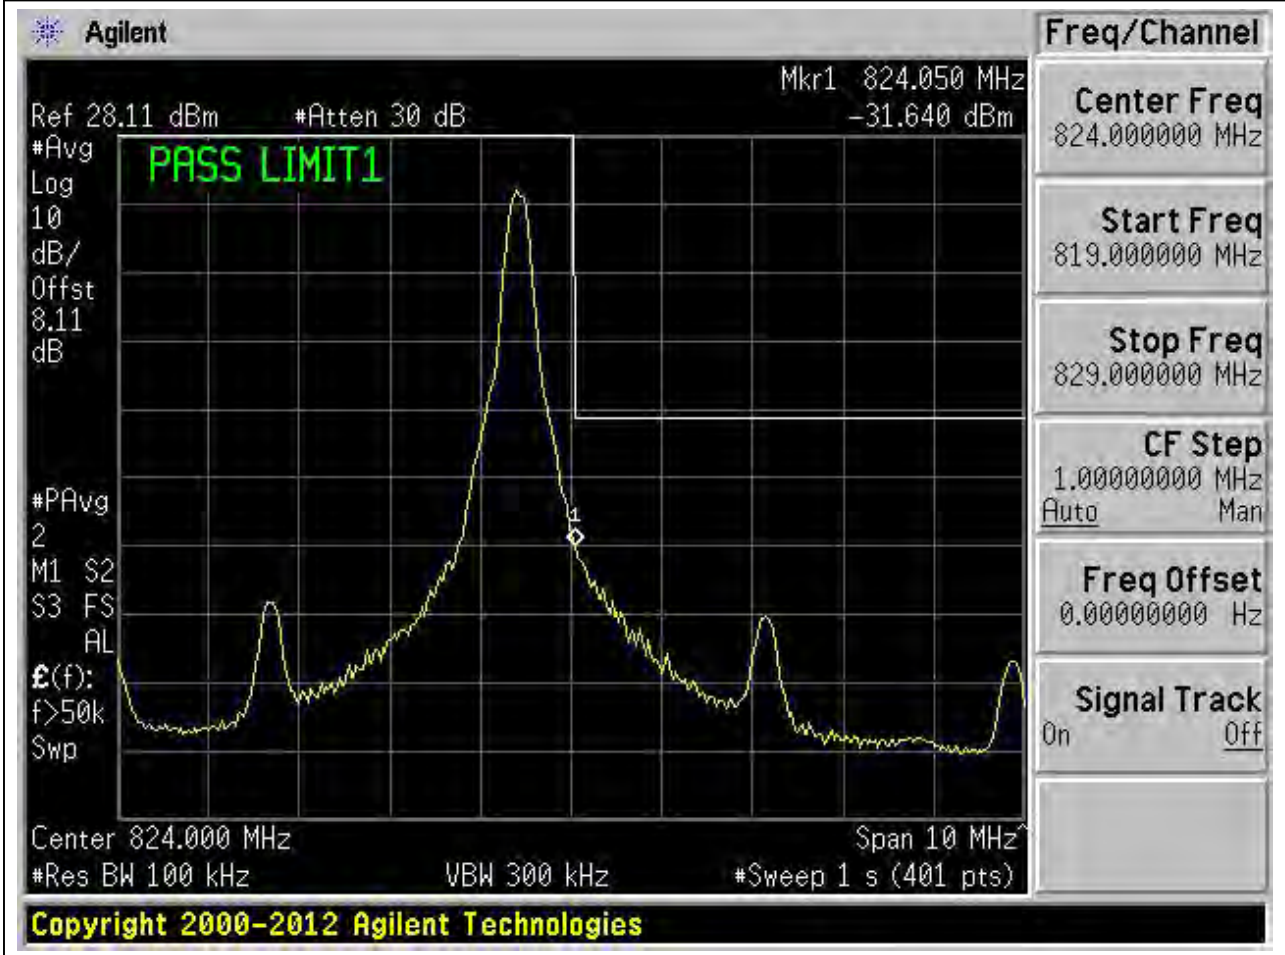 Agilent
Freq/Channel
Mkr1 824.050 MHz
Ref 28.11 dBm #Atten 30 dB -31.640 dBm
#Avg
Log
10
dB/
Offst
8.11
dB
PASS LIMIT1
#PAvg
2
M1 S2
S3 FS
AL
£(f):
f>50k
Swp
1
Center 824.000 MHz Span 10 MHz^
#Res BW 100 kHz VBW 300 kHz #Sweep 1 s (401 pts)
Copyright 2000-2012 Agilent Technologies
Center Freq
824.000000 MHz
Start Freq
819.000000 MHz
Stop Freq
829.000000 MHz
CF Step
1.00000000 MHz
Auto Man
Freq Offset
0.00000000 Hz
Signal Track
On Off